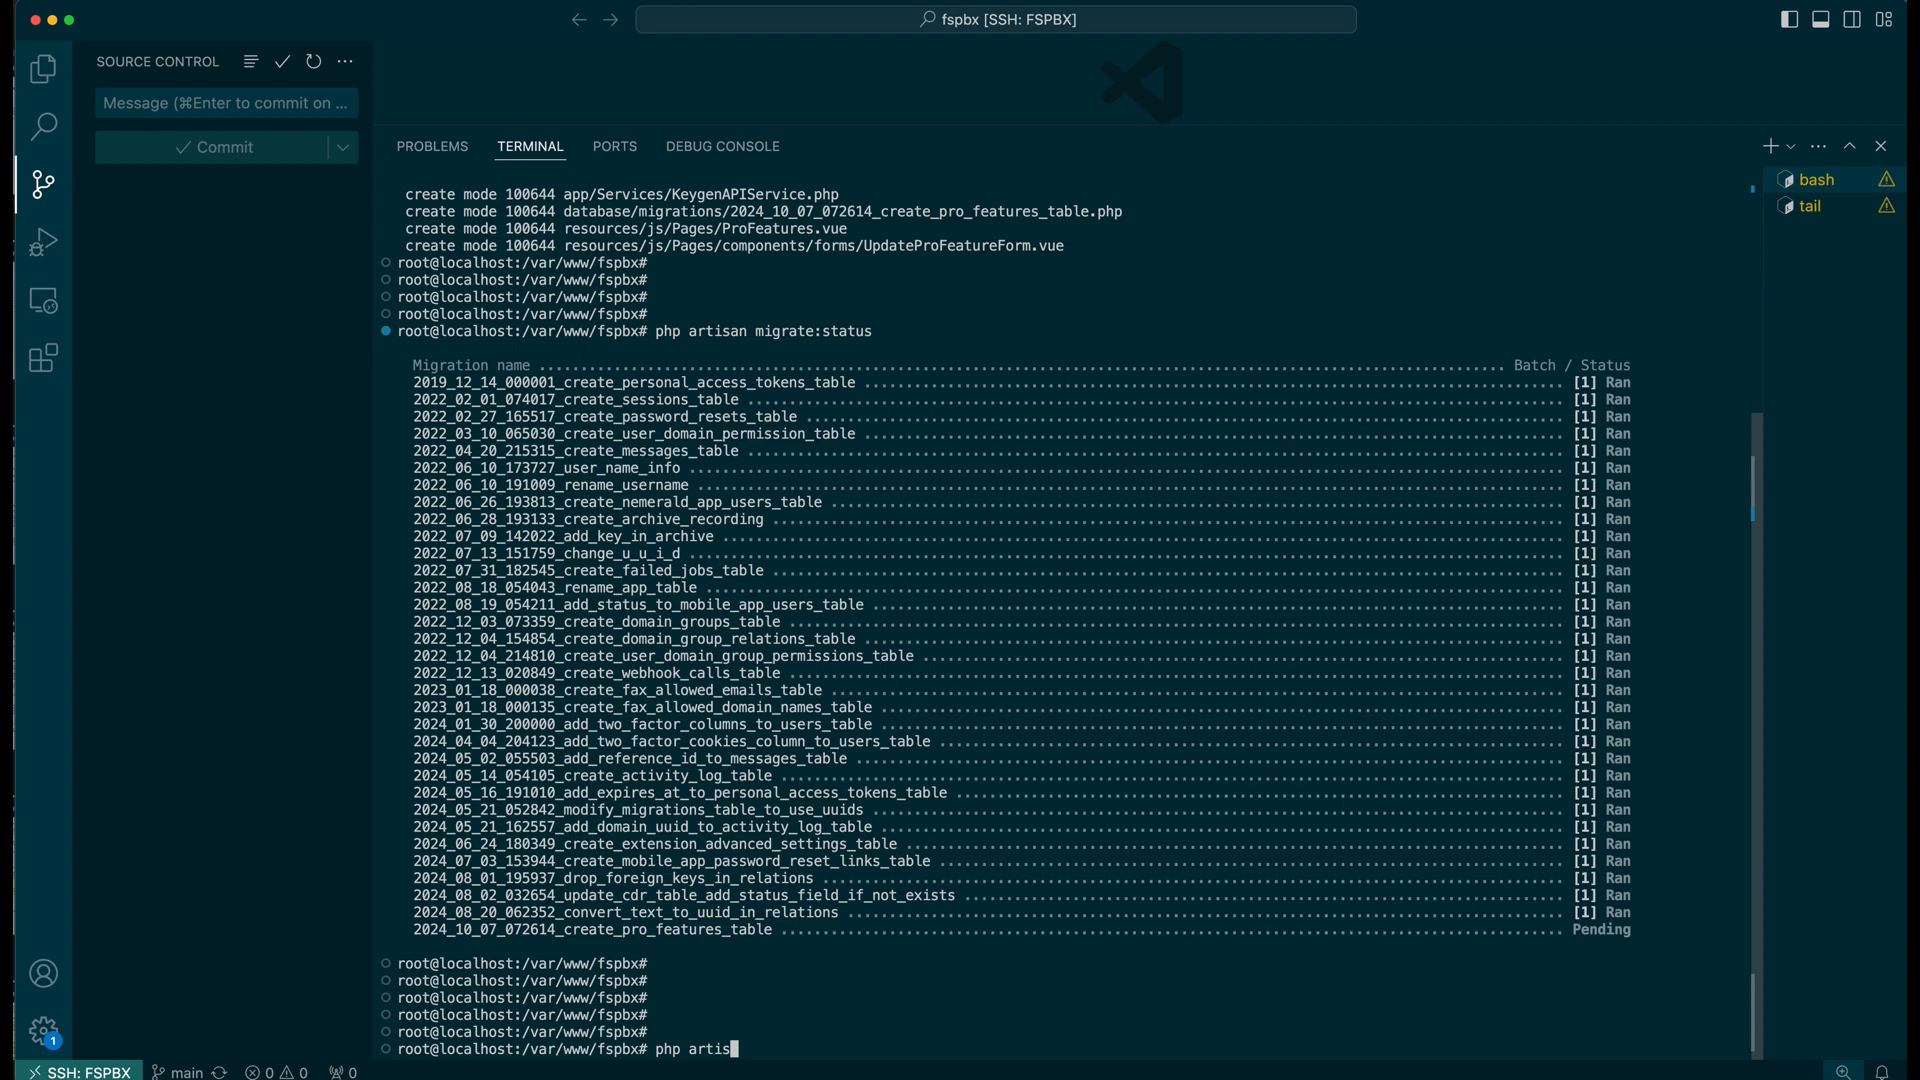 fspbx [SSH: FSPBX]
SOURCE CONTROL
Message (⌘Enter to commit on ...
Commit
PROBLEMS
TERMINAL
PORTS
DEBUG CONSOLE
bash
tail
create mode 100644 app/Services/KeygenAPIService.php
create mode 100644 database/migrations/2024_10_07_072614_create_pro_features_table.php
create mode 100644 resources/js/Pages/ProFeatures.vue
create mode 100644 resources/js/Pages/components/forms/UpdateProFeatureForm.vue
root@localhost:/var/www/fspbx#
root@localhost:/var/www/fspbx#
root@localhost:/var/www/fspbx#
root@localhost:/var/www/fspbx#
root@localhost:/var/www/fspbx# php artisan migrate:status
Migration name ........ Batch / Status
2019_12_14_000001_create_personal_access_tokens_table ........ [1] Ran
2022_02_01_074017_create_sessions_table ........ [1] Ran
2022_02_27_165517_create_password_resets_table ........ [1] Ran
2022_03_10_065030_create_user_domain_permission_table ........ [1] Ran
2022_04_20_215315_create_messages_table ........ [1] Ran
2022_06_10_173727_user_name_info ........ [1] Ran
2022_06_10_191009_rename_username ........ [1] Ran
2022_06_26_193813_create_nemerald_app_users_table ........ [1] Ran
2022_06_28_193133_create_archive_recording ........ [1] Ran
2022_07_09_142022_add_key_in_archive ........ [1] Ran
2022_07_13_151759_change_u_u_i_d ........ [1] Ran
2022_07_31_182545_create_failed_jobs_table ........ [1] Ran
2022_08_18_054043_rename_app_table ........ [1] Ran
2022_08_19_054211_add_status_to_mobile_app_users_table ........ [1] Ran
2022_12_03_073359_create_domain_groups_table ........ [1] Ran
2022_12_04_154854_create_domain_group_relations_table ........ [1] Ran
2022_12_04_214810_create_user_domain_group_permissions_table ........ [1] Ran
2022_12_13_020849_create_webhook_calls_table ........ [1] Ran
2023_01_18_000038_create_fax_allowed_emails_table ........ [1] Ran
2023_01_18_000135_create_fax_allowed_domain_names_table ........ [1] Ran
2024_01_30_200000_add_two_factor_columns_to_users_table ........ [1] Ran
2024_04_04_204123_add_two_factor_cookies_column_to_users_table ........ [1] Ran
2024_05_02_055503_add_reference_id_to_messages_table ........ [1] Ran
2024_05_14_054105_create_activity_log_table ........ [1] Ran
2024_05_16_191010_add_expires_at_to_personal_access_tokens_table ........ [1] Ran
2024_05_21_052842_modify_migrations_table_to_use_uuids ........ [1] Ran
2024_05_21_162557_add_domain_uuid_to_activity_log_table ........ [1] Ran
2024_06_24_180349_create_extension_advanced_settings_table ........ [1] Ran
2024_07_03_153944_create_mobile_app_password_reset_links_table ........ [1] Ran
2024_08_01_195937_drop_foreign_keys_in_relations ........ [1] Ran
2024_08_02_032654_update_cdr_table_add_status_field_if_not_exists ........ [1] Ran
2024_08_20_062352_convert_text_to_uuid_in_relations ........ [1] Ran
2024_10_07_072614_create_pro_features_table ........ Pending
root@localhost:/var/www/fspbx#
root@localhost:/var/www/fspbx#
root@localhost:/var/www/fspbx#
root@localhost:/var/www/fspbx#
root@localhost:/var/www/fspbx#
root@localhost:/var/www/fspbx# php artis
1
SSH: FSPBX
main
0
0
0